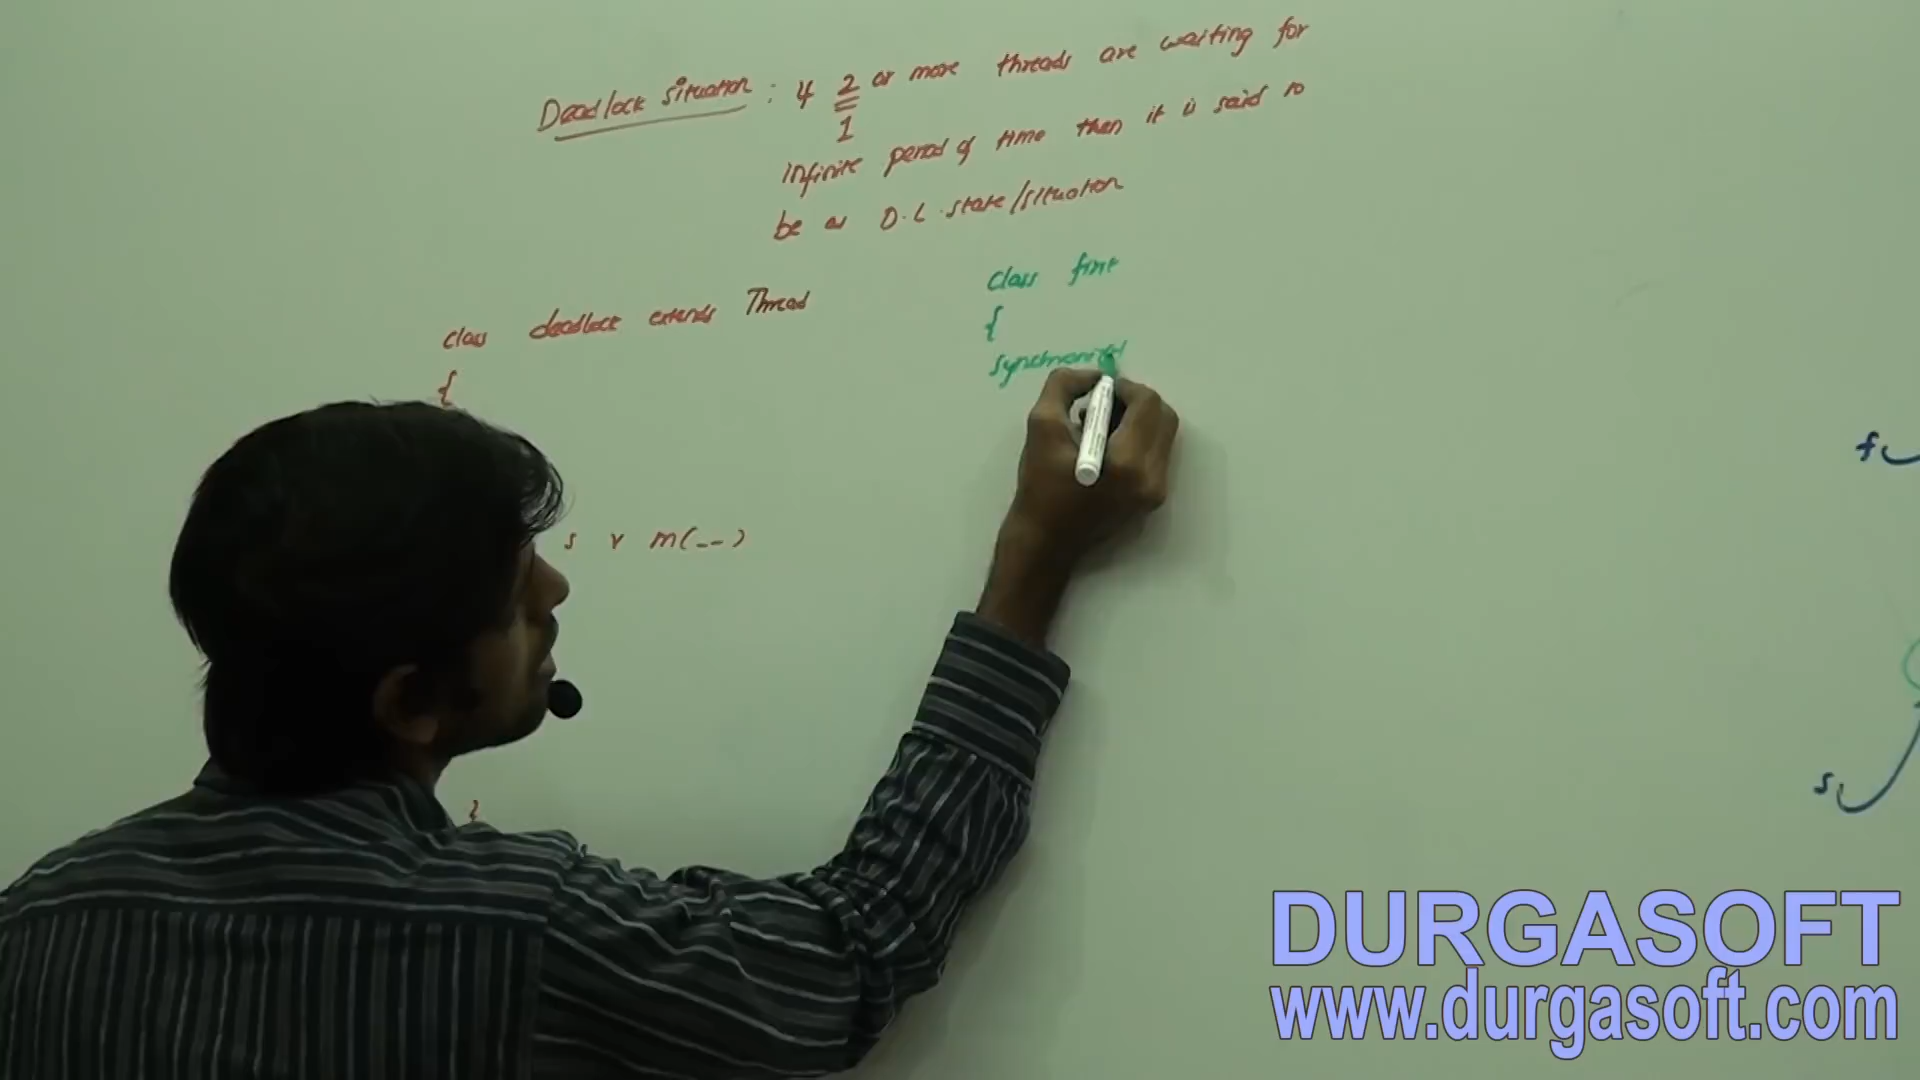 Deadlock Situation : if 2 or more threads are waiting for
1
infinite period of time then it is said to
be as D.L. state/situation
class deadlock extends Thread
{
s v m(--)
}
class first
{
synchronized
f
s
DURGASOFT
www.durgasoft.com